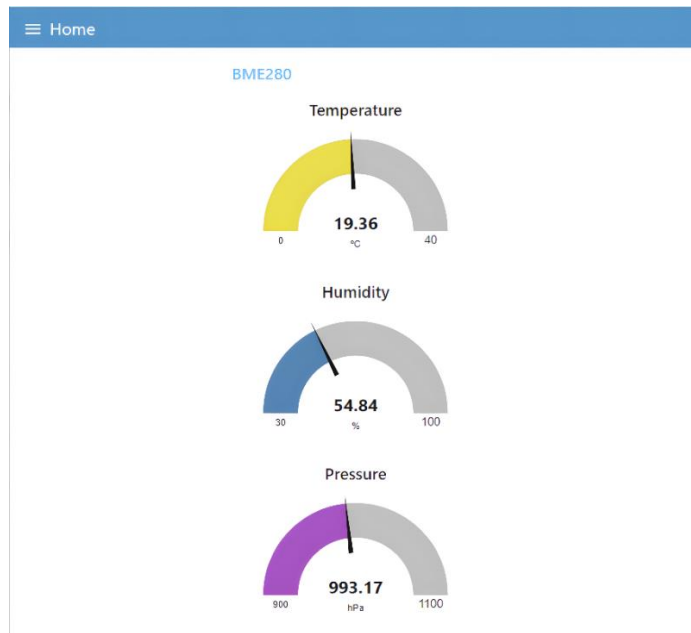 Home
BME280
Temperature
19.36
°C
0
40
Humidity
54.84
%
30
100
Pressure
993.17
hPa
900
1100